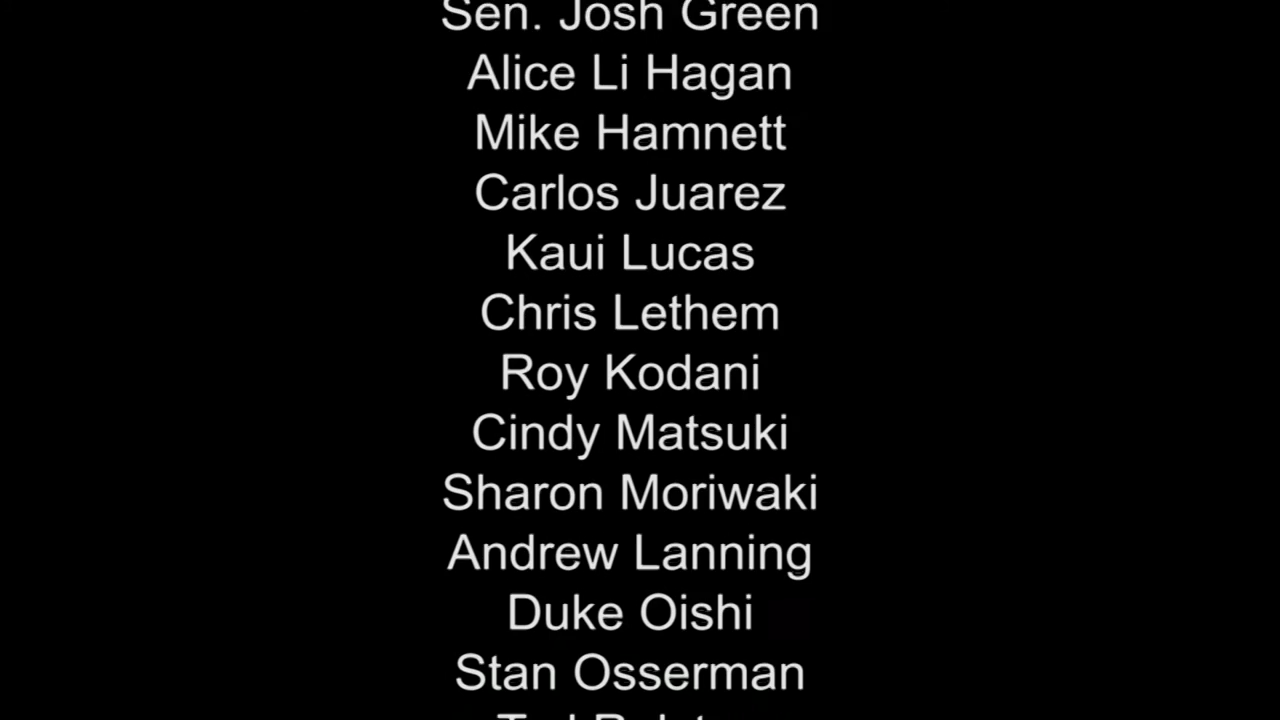 Sen. Josh Green
Alice Li Hagan
Mike Hamnett
Carlos Juarez
Kaui Lucas
Chris Lethem
Roy Kodani
Cindy Matsuki
Sharon Moriwaki
Andrew Lanning
Duke Oishi
Stan Osserman